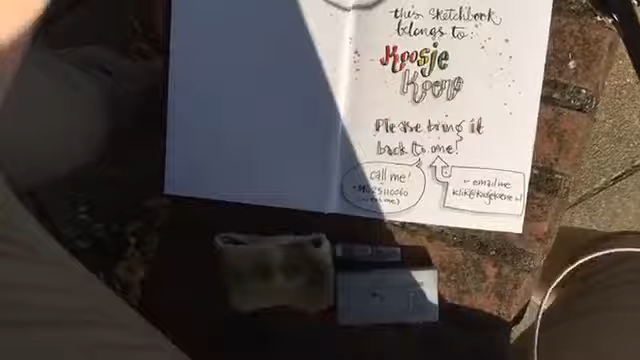 this sketchbook
belongs to:
Koosje
Koene
Please bring it
back to me!
call me!
email me